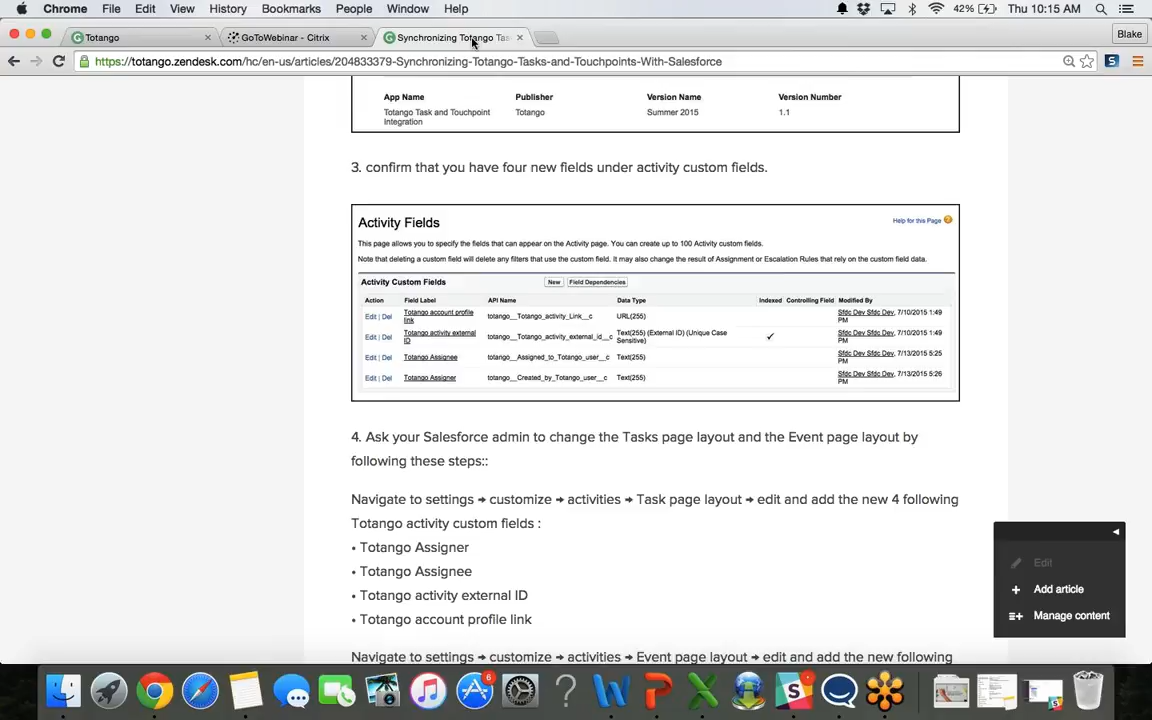 Chrome File Edit View History Bookmarks People Window Help 42% Thu 10:15 AM
Totango GoToWebinar - Citrix Synchronizing Totango Tas Blake
https://totango.zendesk.com/hc/en-us/articles/204833379-Synchronizing-Totango-Tasks-and-Touchpoints-With-Salesforce
App Name Publisher Version Name Version Number
Totango Task and Touchpoint Totango Summer 2015 1.1
Integration
3. confirm that you have four new fields under activity custom fields.
Activity Fields
Help for this Page
This page allows you to specify the fields that can appear on the Activity page. You can create up to 100 Activity custom fields.
Note that deleting a custom field will delete any filters that use the custom field. It may also change the result of Assignment or Escalation Rules that rely on the custom field data.
Activity Custom Fields New Field Dependencies
Action Field Label API Name Data Type Indexed Controlling Field Modified By
Edit | Del Totango account profile link totango__Totango_activity_Link__c URL(255) Sfdc Dev Sfdc Dev, 7/10/2015 1:49 PM
Edit | Del Totango activity external ID totango__Totango_activity_external_id__c Text(255) (External ID) (Unique Case Sensitive) ✓ Sfdc Dev Sfdc Dev, 7/10/2015 1:49 PM
Edit | Del Totango Assignee totango__Assigned_to_Totango_user__c Text(255) Sfdc Dev Sfdc Dev, 7/13/2015 5:25 PM
Edit | Del Totango Assigner totango__Created_by_Totango_user__c Text(255) Sfdc Dev Sfdc Dev, 7/13/2015 5:26 PM
4. Ask your Salesforce admin to change the Tasks page layout and the Event page layout by
following these steps::
Navigate to settings → customize → activities → Task page layout → edit and add the new 4 following
Totango activity custom fields :
• Totango Assigner
• Totango Assignee
• Totango activity external ID
• Totango account profile link
Navigate to settings → customize → activities → Event page layout → edit and add the new following
Edit
+ Add article
Manage content
6